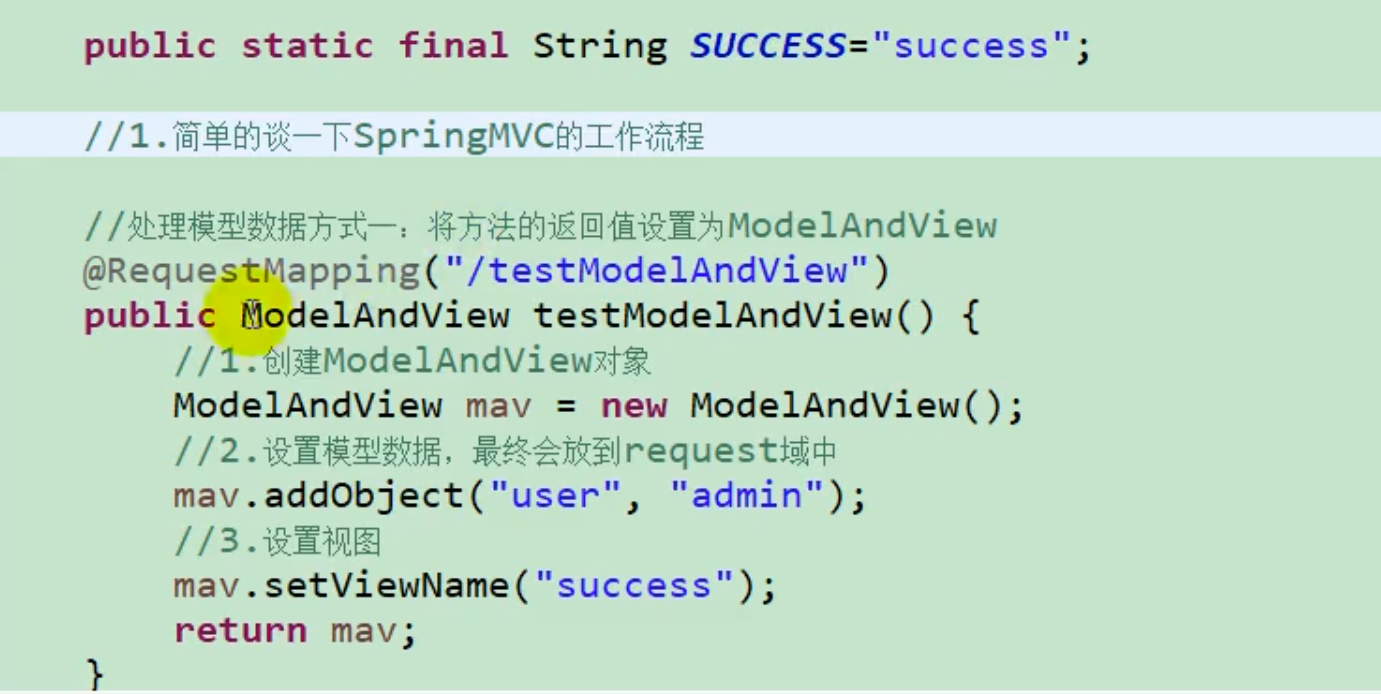 public static final String SUCCESS="success";
//1.简单的谈一下SpringMVC的工作流程
//处理模型数据方式一：将方法的返回值设置为ModelAndView
@RequestMapping("/testModelAndView")
public ModelAndView testModelAndView() {
//1.创建ModelAndView对象
ModelAndView mav = new ModelAndView();
//2.设置模型数据，最终会放到request域中
mav.addObject("user", "admin");
//3.设置视图
mav.setViewName("success");
return mav;
}